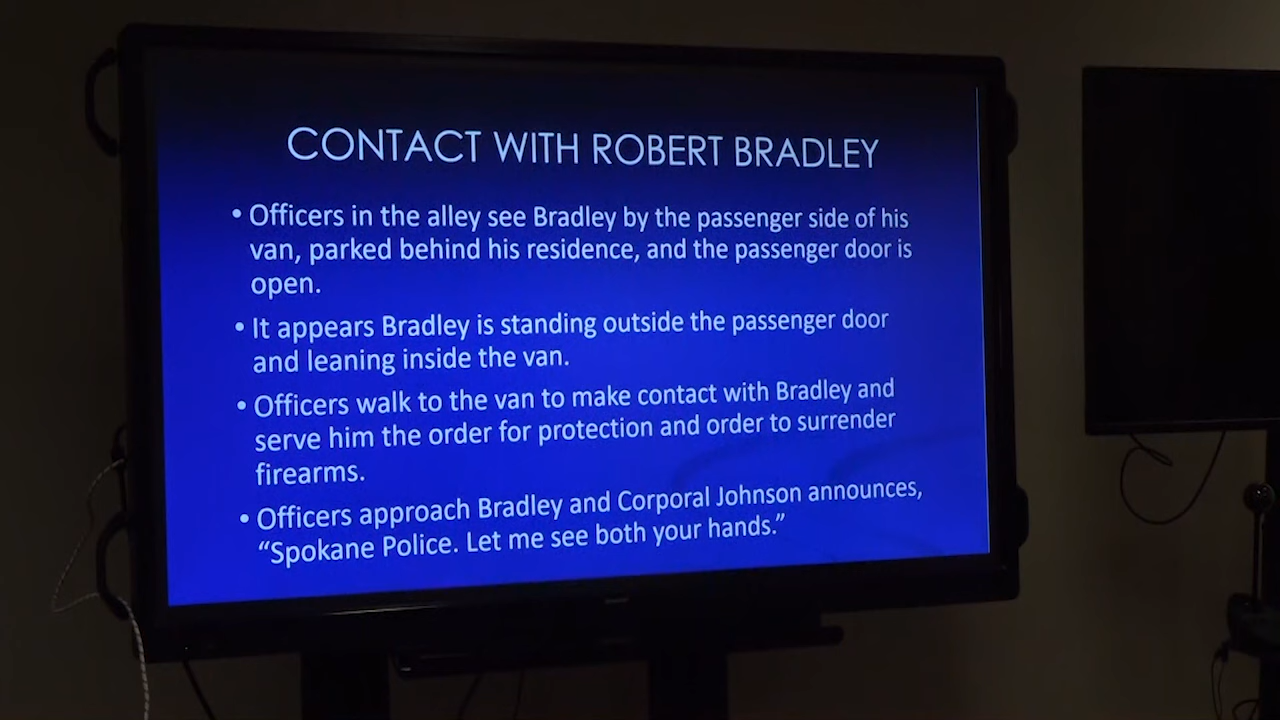 CONTACT WITH ROBERT BRADLEY
• Officers in the alley see Bradley by the passenger side of his
van, parked behind his residence, and the passenger door is
open.
• It appears Bradley is standing outside the passenger door
and leaning inside the van.
• Officers walk to the van to make contact with Bradley and
serve him the order for protection and order to surrender
firearms.
• Officers approach Bradley and Corporal Johnson announces,
“Spokane Police. Let me see both your hands.”